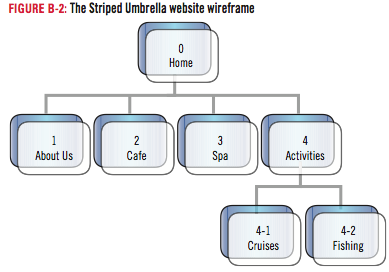 FIGURE B-2: The Striped Umbrella website wireframe
0
Home
1
About Us
2
Cafe
3
Spa
4
Activities
4-1
Cruises
4-2
Fishing